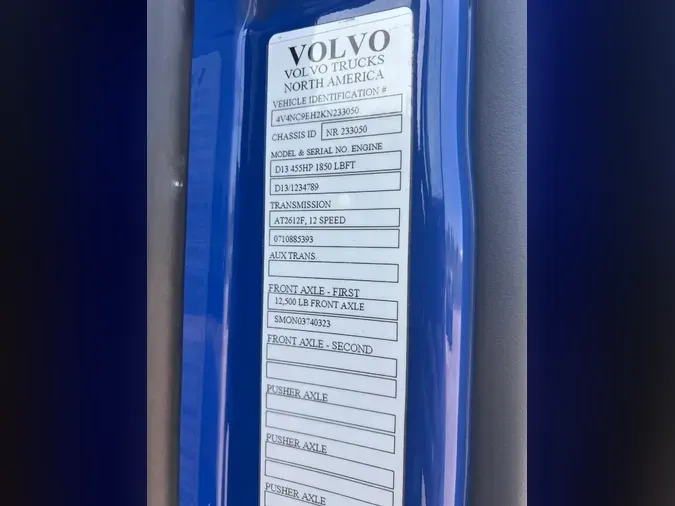 VOLVO
VOLVO TRUCKS
NORTH AMERICA
VEHICLE IDENTIFICATION #
4V4NC9EH2KN233050
CHASSIS ID NR 233050
MODEL & SERIAL NO. ENGINE
D13 455HP 1850 LBFT
D13/1234789
TRANSMISSION
AT2612F, 12 SPEED
0710885393
AUX TRANS.
FRONT AXLE - FIRST
12,500 LB FRONT AXLE
SMON03740323
FRONT AXLE - SECOND
PUSHER AXLE
PUSHER AXLE
PUSHER AXLE